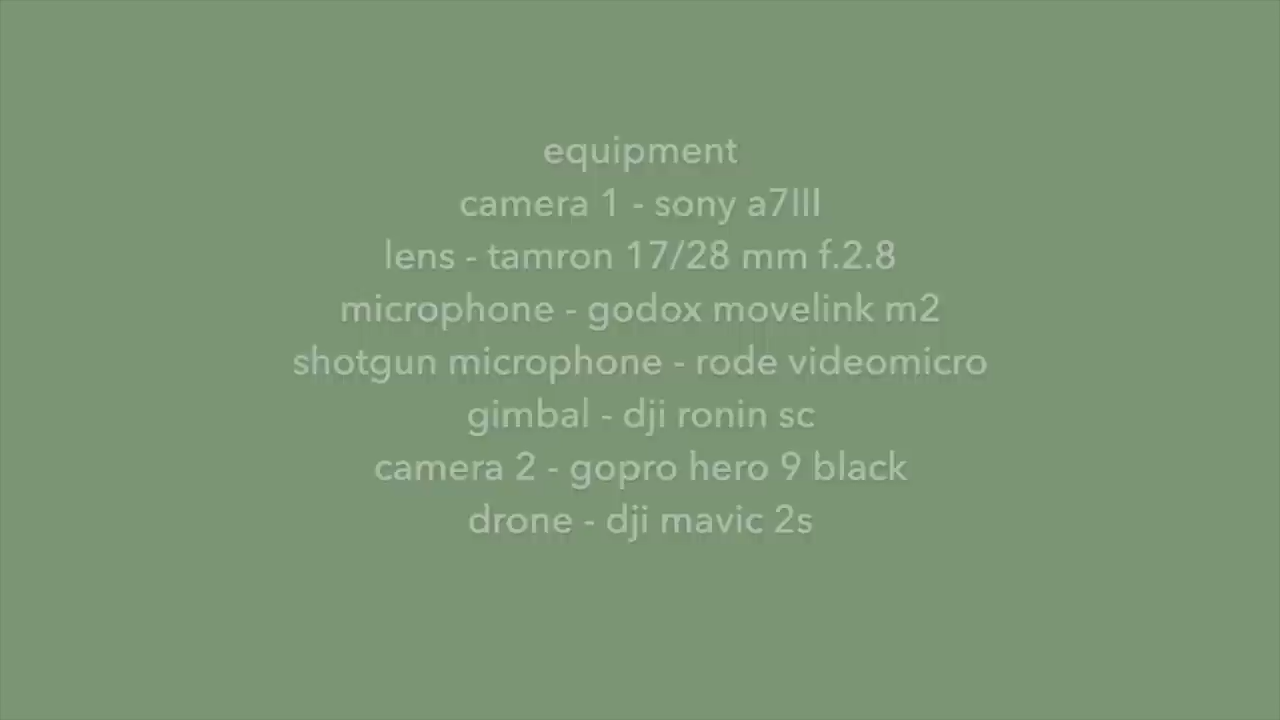 equipment
camera 1 - sony a7III
lens - tamron 17/28 mm f.2.8
microphone - godox movelink m2
shotgun microphone - rode videomicro
gimbal - dji ronin sc
camera 2 - gopro hero 9 black
drone - dji mavic 2s